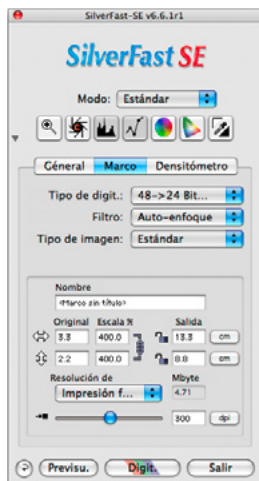 SilverFast-SE v6.6.1r1
SilverFast SE
Modo: Estándar
Géneral Marco Densitómetro
Tipo de digit.: 48->24 Bit...
Filtro: Auto-enfoque
Tipo de imagen: Estándar
Nombre
<Marco sin título>
Original Escala % Salida
3.3 400.0 13.3 cm
2.2 400.0 8.8 cm
Resolución de Mbyte
Impresión f... 4.71
300 dpi
Previsu. Digit. Salir